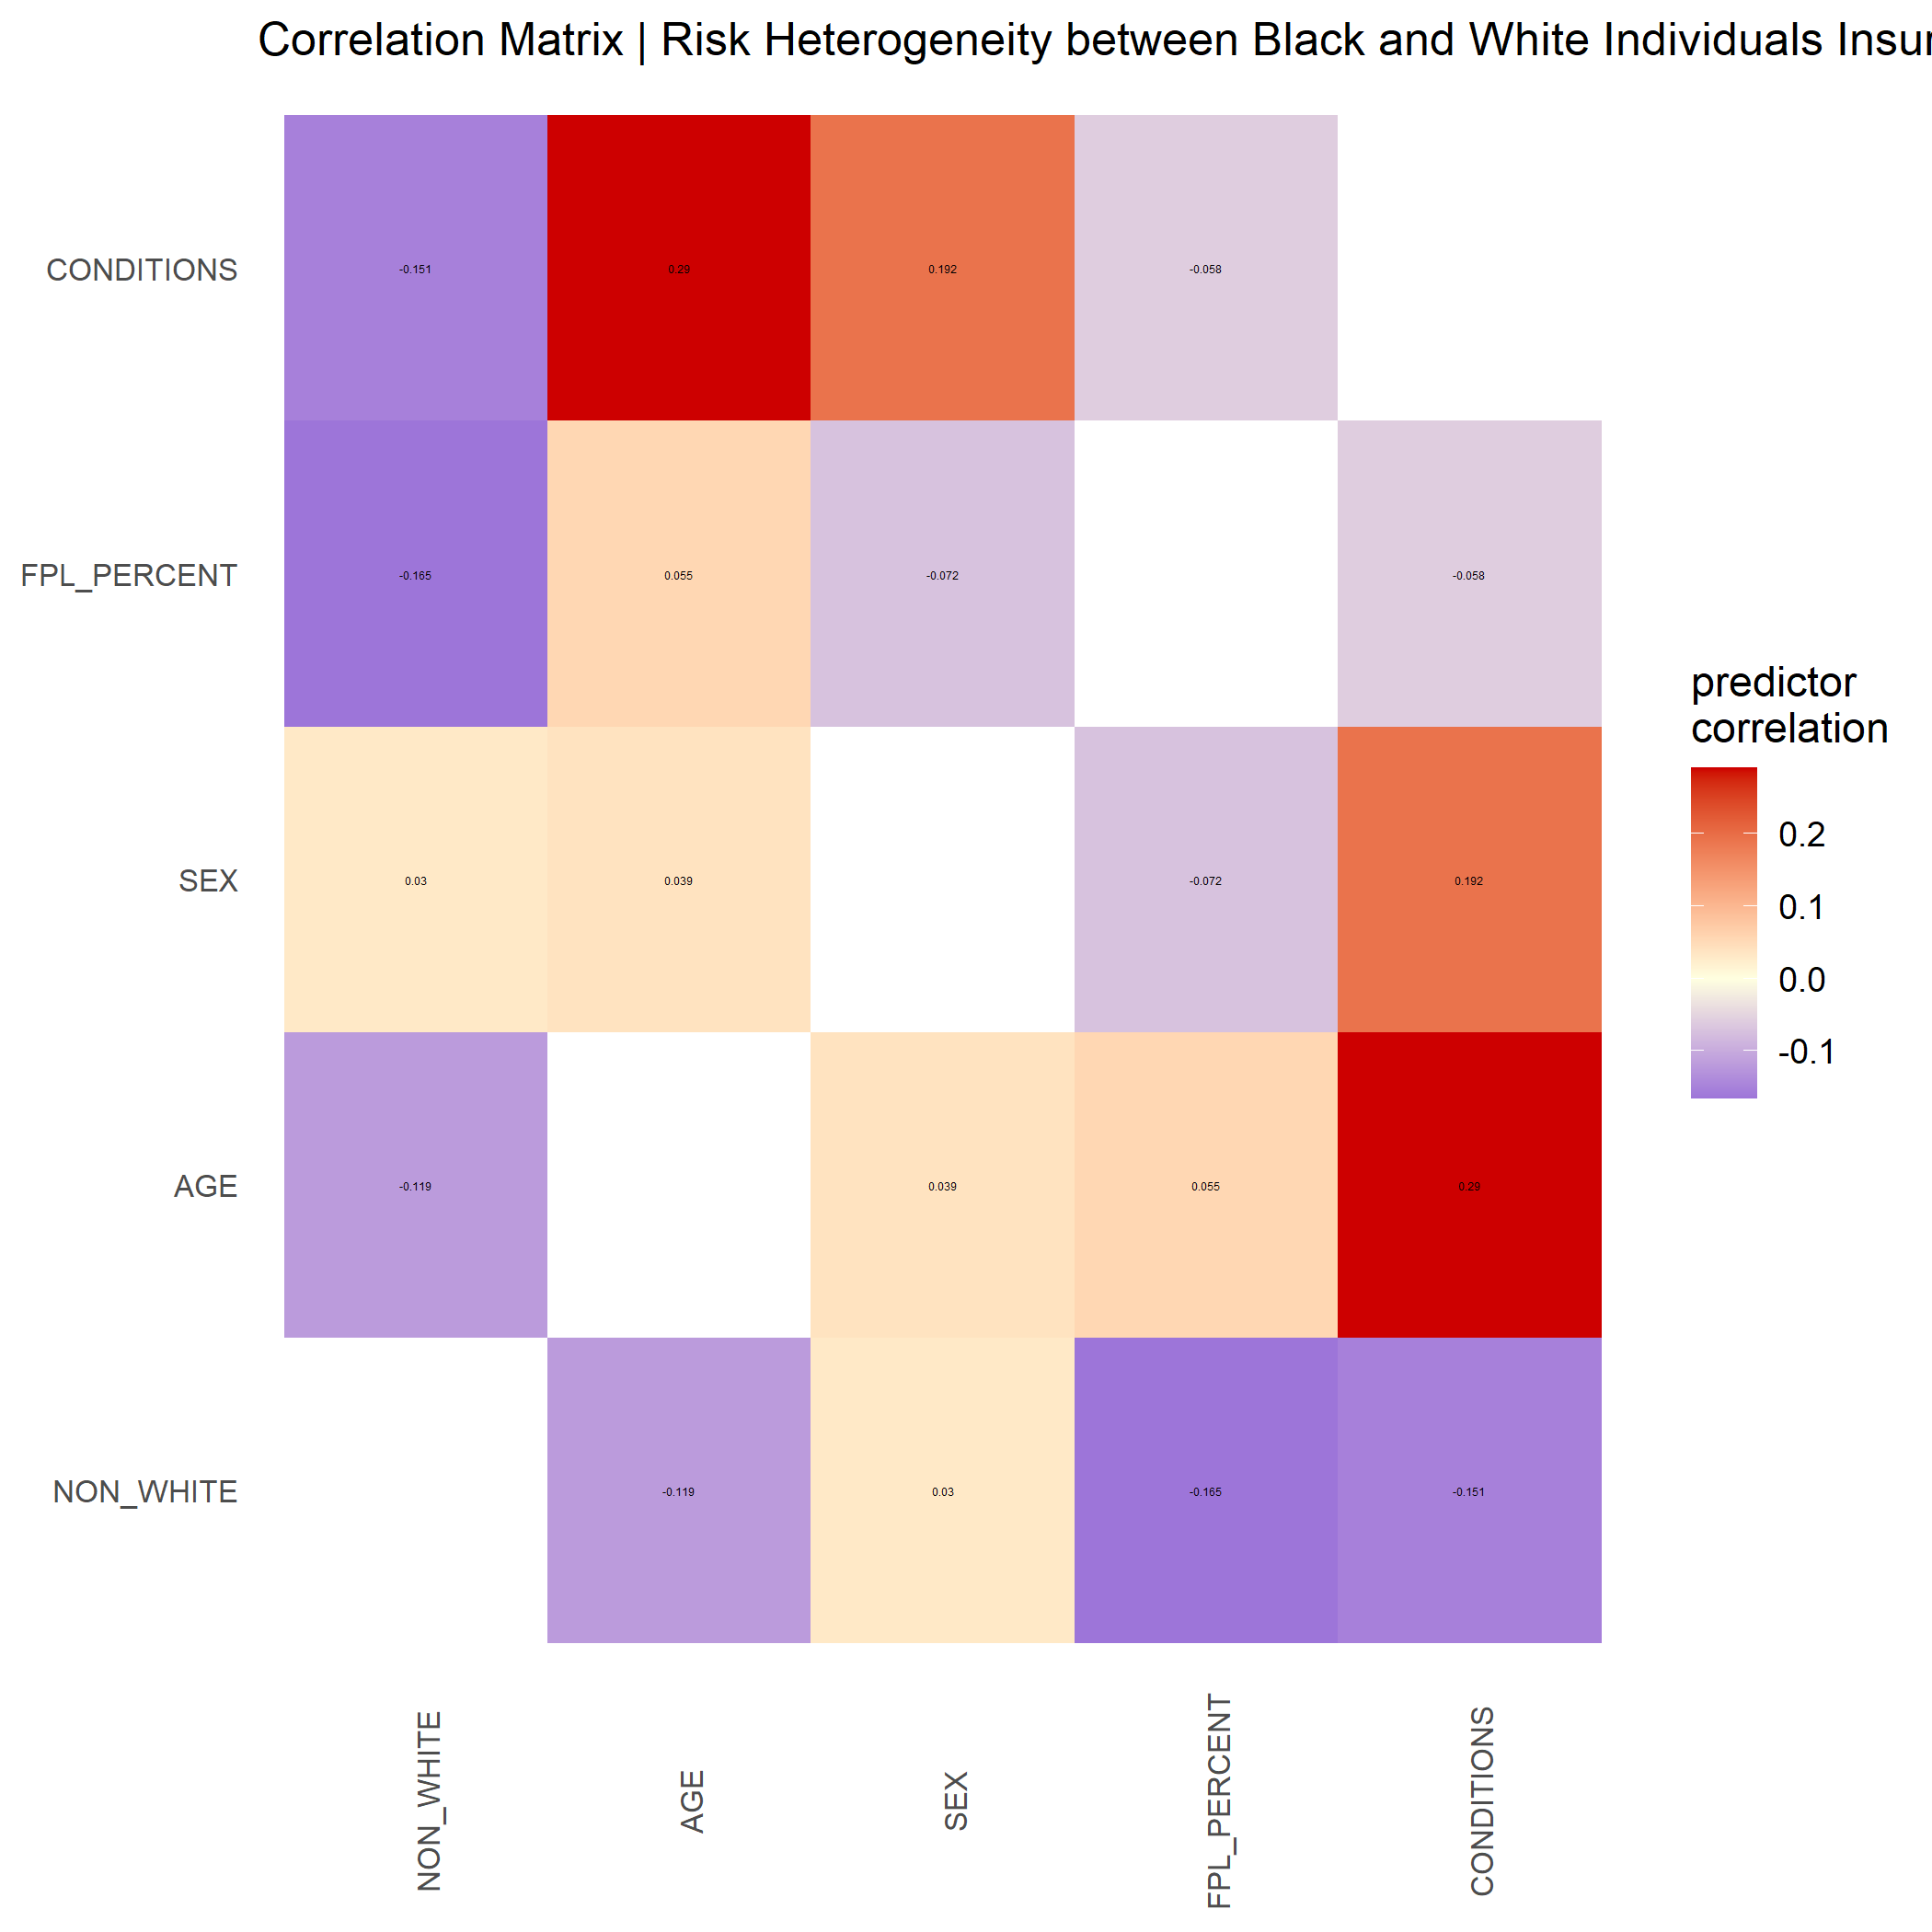 Correlation Matrix | Risk Heterogeneity between Black and White Individuals Insur
CONDITIONS
-0.151 0.29 0.192 -0.058
FPL_PERCENT
-0.165 0.055 -0.072 -0.058
SEX
0.03 0.039 -0.072 0.192
AGE
-0.119 0.039 0.055 0.29
NON_WHITE
-0.119 0.03 -0.165 -0.151
NON_WHITE
AGE
SEX
FPL_PERCENT
CONDITIONS
predictor
correlation
0.2
0.1
0.0
-0.1